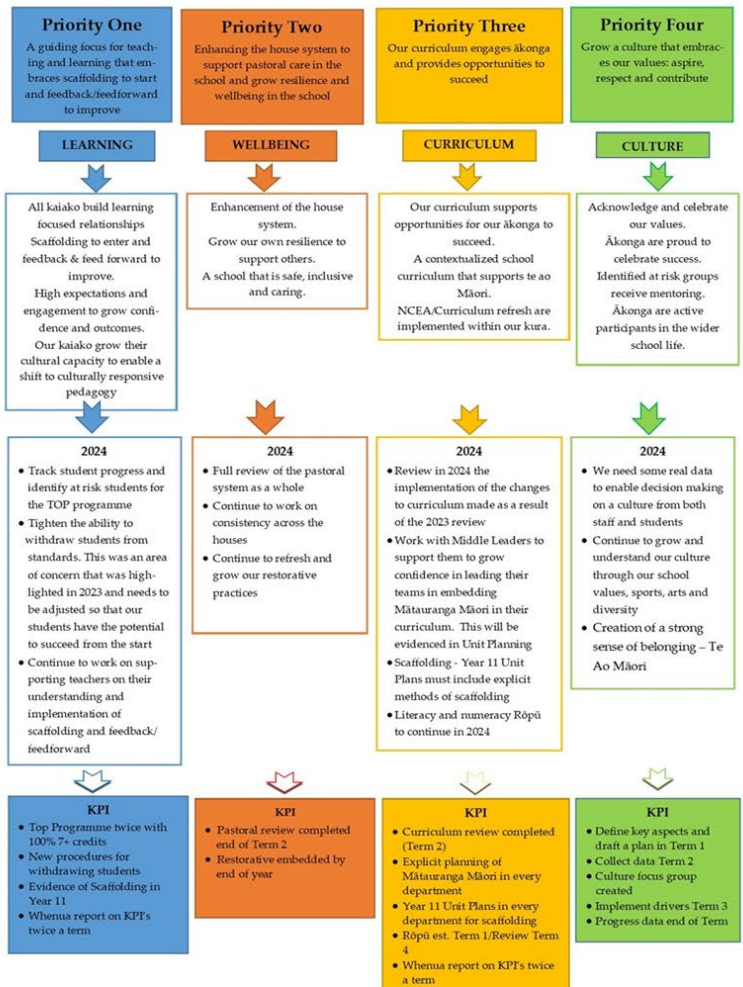 Priority One
A guiding focus for teach-
ing and learning that em-
braces scaffolding to start
and feedback/feedforward
to improve
Priority Two
Enhancing the house system to
support pastoral care in
the school and grow resilience and
wellbeing in the school
Priority Three
Our curriculum engages ākonga
and provides opportunities to
succeed
Priority Four
Grow a culture that embrac-
es our values: aspire,
respect and contribute
LEARNING
WELLBEING
CURRICULUM
CULTURE
All kaiako build learning
focused relationships
Scaffolding to enter and
feedback & feed forward to
improve.
High expectations and
engagement to grow confi-
dence and outcomes.
Our kaiako grow their
cultural capacity to enable a
shift to culturally responsive
pedagogy
Enhancement of the house
system.
Grow our own resilience to
support others.
A school that is safe, inclusive
and caring.
Our curriculum supports
opportunities for our ākonga to
succeed.
A contextualized school
curriculum that supports te ao
Māori.
NCEA/Curriculum refresh are
implemented within our kura.
Acknowledge and celebrate
our values.
Ākonga are proud to
celebrate success.
Identified at risk groups
receive mentoring.
Ākonga are active
participants in the wider
school life.
2024
• Track student progress and
identify at risk students for
the TOP programme
• Tighten the ability to
withdraw students from
standards. This was an area
of concern that was high-
lighted in 2023 and needs to
be adjusted so that our
students have the potential
to succeed from the start
• Continue to work on sup-
porting teachers on their
understanding and
implementation of
scaffolding and feedback/
feedforward
2024
• Full review of the pastoral
system as a whole
• Continue to work on
consistency across the
houses
• Continue to refresh and
grow our restorative
practices
2024
• Review in 2024 the
implementation of the changes
to curriculum made as a result
of the 2023 review
• Work with Middle Leaders to
support them to grow
confidence in leading their
teams in embedding
Mātauranga Māori in their
curriculum. This will be
evidenced in Unit Planning
• Scaffolding - Year 11 Unit
Plans must include explicit
methods of scaffolding
• Literacy and numeracy Rōpū
to continue in 2024
2024
• We need some real data
to enable decision making
on a culture from both
staff and students
• Continue to grow and
understand our culture
through our school
values, sports, arts and
diversity
• Creation of a strong
sense of belonging – Te
Ao Māori
KPI
• Top Programme twice with
100% 7+ credits
• New procedures for
withdrawing students
• Evidence of Scaffolding in
Year 11
• Whenua report on KPI's
twice a term
KPI
• Pastoral review completed
end of Term 2
• Restorative embedded by
end of year
KPI
• Curriculum review completed
(Term 2)
• Explicit planning of
Mātauranga Māori in every
department
• Year 11 Unit Plans in every
department for scaffolding
• Rōpū est. Term 1/Review Term
4
• Whenua report on KPI's twice
a term
KPI
• Define key aspects and
draft a plan in Term 1
• Collect data Term 2
• Culture focus group
created
• Implement drivers Term 3
• Progress data end of Term